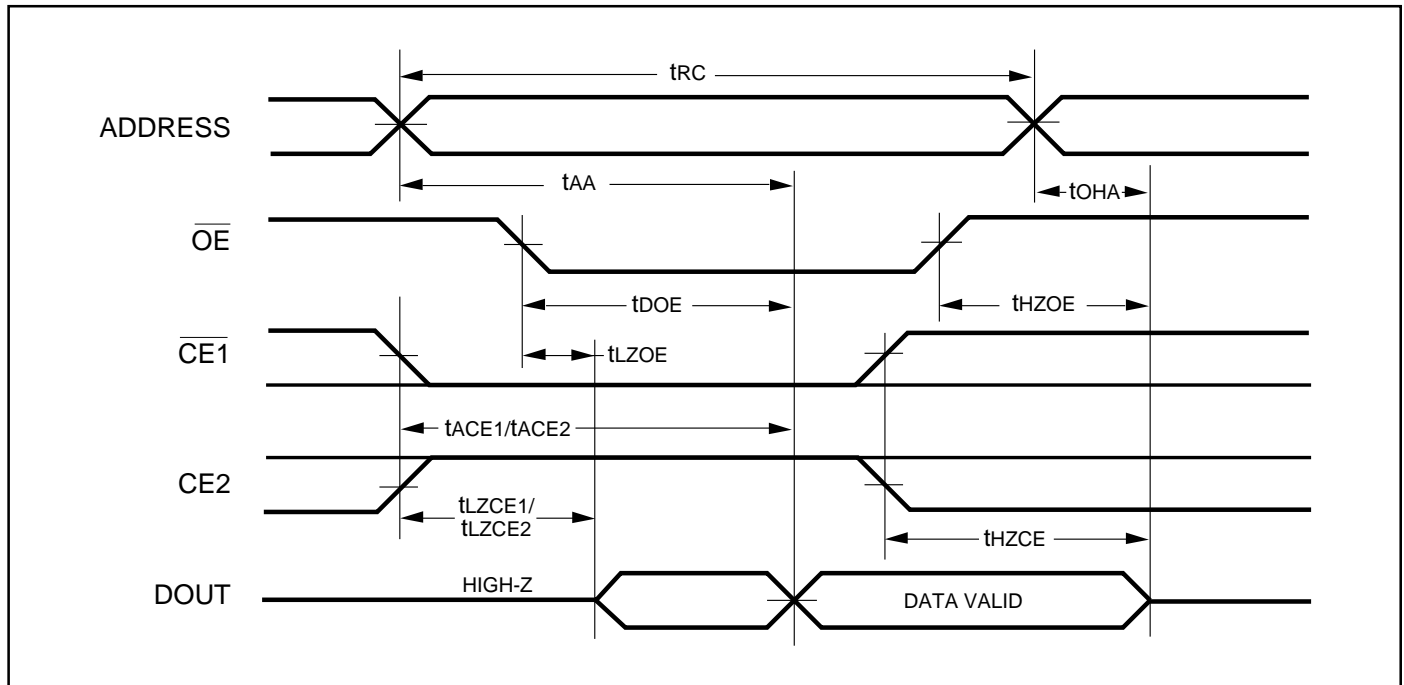 tRC
ADDRESS
tAA
tOHA
OE
tDOE
tHZOE
CE1
tLZOE
tACE1/tACE2
CE2
tLZCE1/
tLZCE2
tHZCE
DOUT
HIGH-Z
DATA VALID